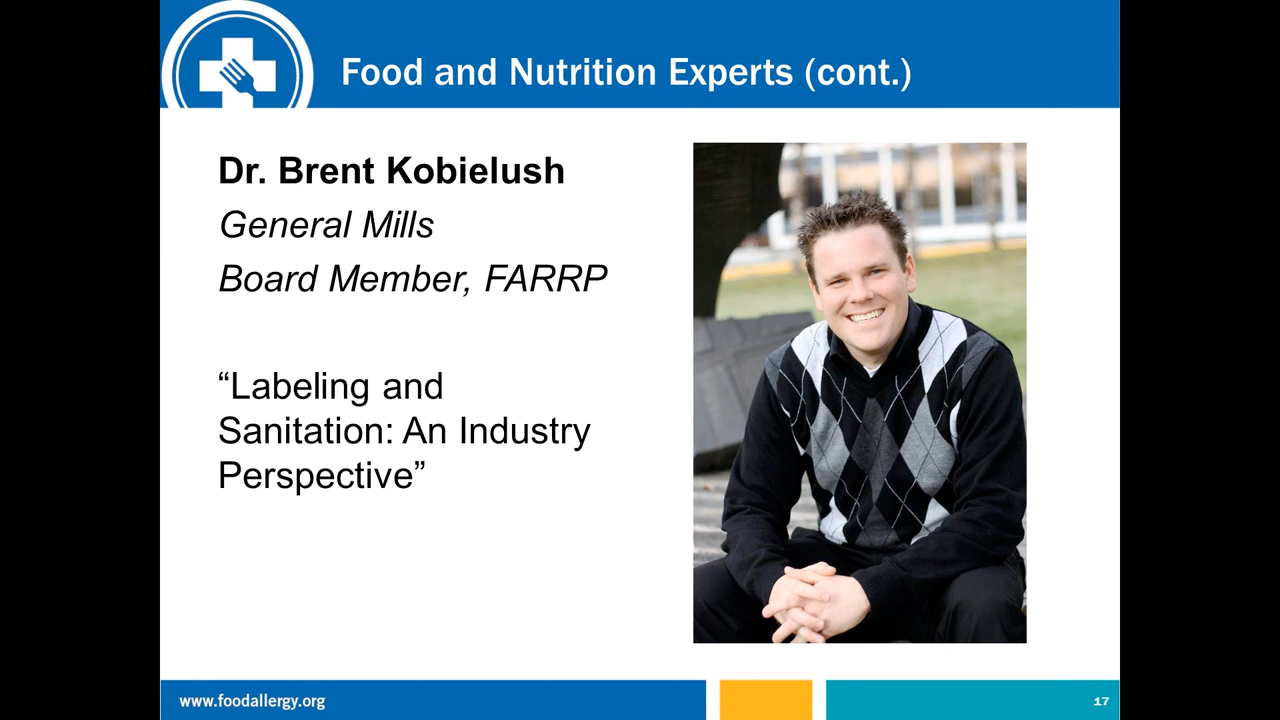 Food and Nutrition Experts (cont.)
Dr. Brent Kobielush
General Mills
Board Member, FARRP
“Labeling and
Sanitation: An Industry
Perspective”
www.foodallergy.org
17